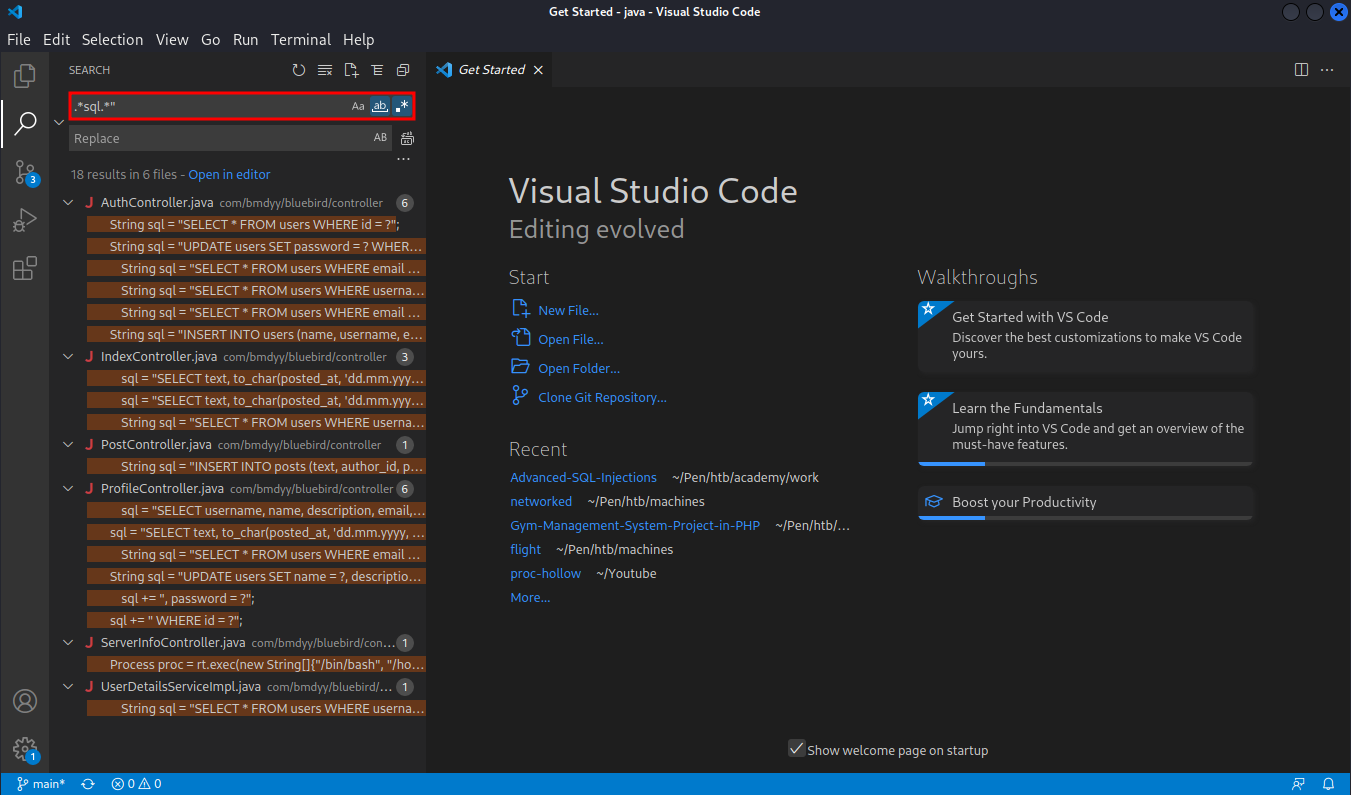 Get Started - java - Visual Studio Code
File Edit Selection View Go Run Terminal Help
SEARCH
Get Started
.*sql.*"
Aa ab .*
Replace
AB
18 results in 6 files - Open in editor
AuthController.java com/bmdyy/bluebird/controller 6
String sql = "SELECT * FROM users WHERE id = ?";
String sql = "UPDATE users SET password = ? WHER...
String sql = "SELECT * FROM users WHERE email ...
String sql = "SELECT * FROM users WHERE userna...
String sql = "SELECT * FROM users WHERE email ...
String sql = "INSERT INTO users (name, username, e...
IndexController.java com/bmdyy/bluebird/controller 3
sql = "SELECT text, to_char(posted_at, 'dd.mm.yyy...
sql = "SELECT text, to_char(posted_at, 'dd.mm.yyy...
String sql = "SELECT * FROM users WHERE userna...
PostController.java com/bmdyy/bluebird/controller 1
String sql = "INSERT INTO posts (text, author_id, p...
ProfileController.java com/bmdyy/bluebird/controller 6
sql = "SELECT username, name, description, email,...
sql = "SELECT text, to_char(posted_at, 'dd.mm.yyyy, ...
String sql = "SELECT * FROM users WHERE email ...
String sql = "UPDATE users SET name = ?, descriptio...
sql += ", password = ?";
sql += " WHERE id = ?";
ServerInfoController.java com/bmdyy/bluebird/con... 1
Process proc = rt.exec(new String[]{"/bin/bash", "/ho...
UserDetailsServiceImpl.java com/bmdyy/bluebird/... 1
String sql = "SELECT * FROM users WHERE userna...
3
1
Visual Studio Code
Editing evolved
Start
New File...
Open File...
Open Folder...
Clone Git Repository...
Recent
Advanced-SQL-Injections ~/Pen/htb/academy/work
networked ~/Pen/htb/machines
Gym-Management-System-Project-in-PHP ~/Pen/htb/...
flight ~/Pen/htb/machines
proc-hollow ~/Youtube
More...
Walkthroughs
Get Started with VS Code
Discover the best customizations to make VS Code
yours.
Learn the Fundamentals
Jump right into VS Code and get an overview of the
must-have features.
Boost your Productivity
Show welcome page on startup
main* 0 0